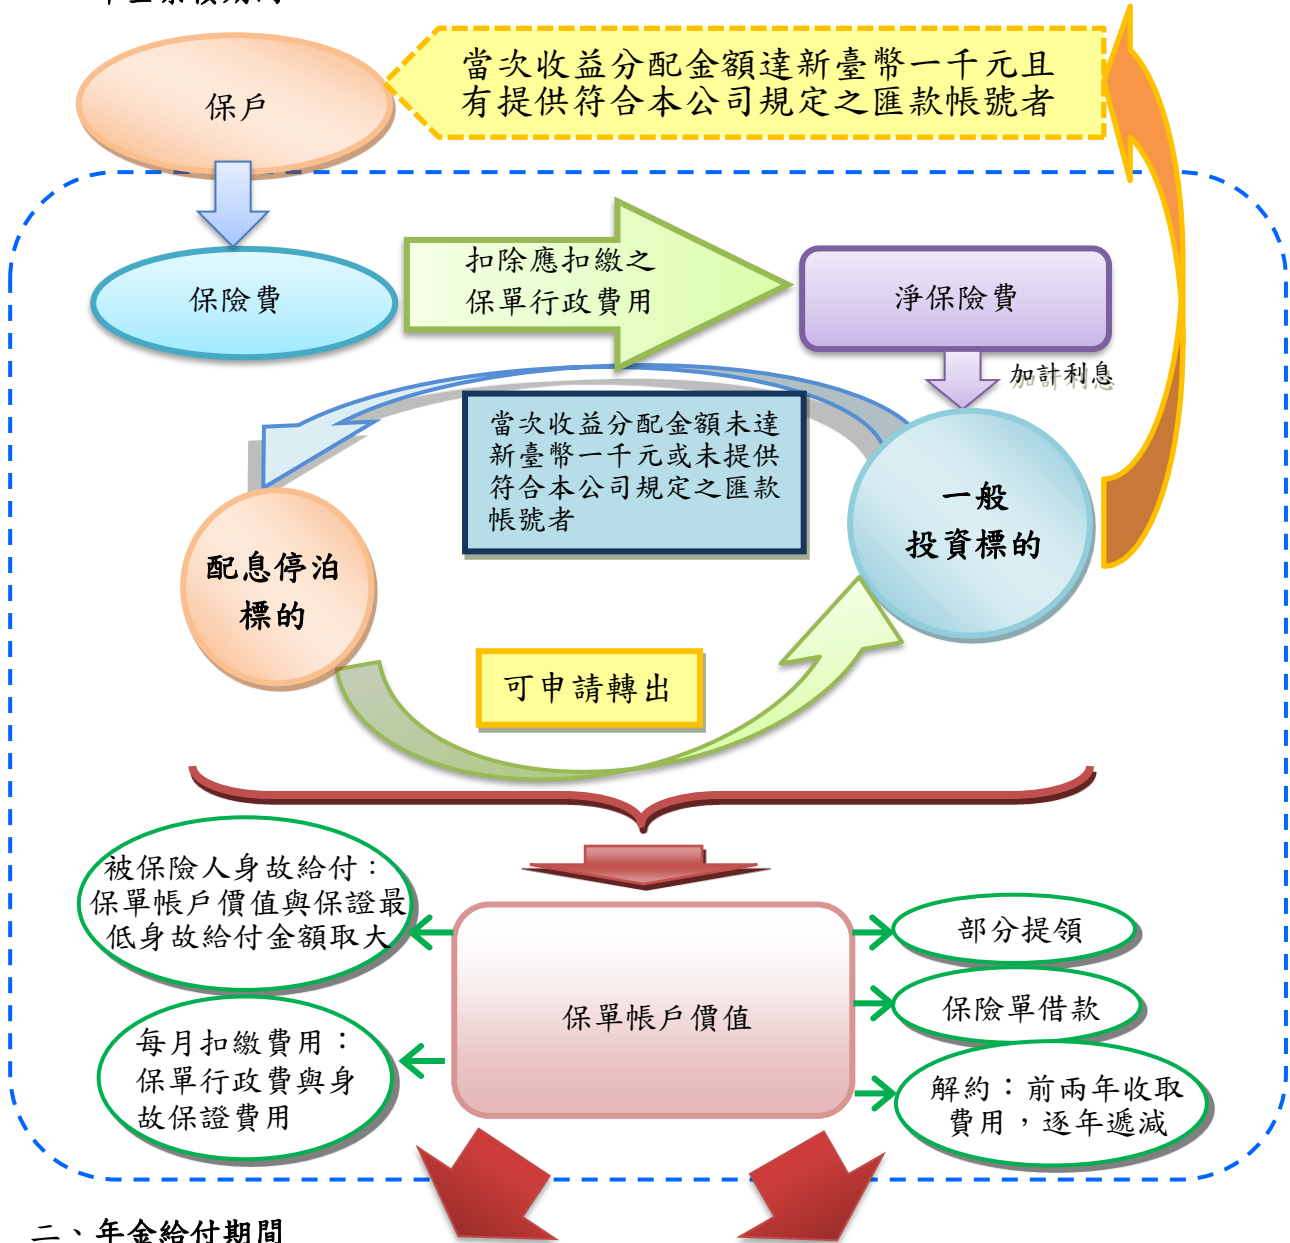 當次收益分配金額達新臺幣一千元且
有提供符合本公司規定之匯款帳號者
保戶
保險費
扣除應扣繳之
保單行政費用
淨保險費
加計利息
當次收益分配金額未達
新臺幣一千元或未提供
符合本公司規定之匯款
帳號者
一般
投資標的
配息停泊
標的
可申請轉出
被保險人身故給付：
保單帳戶價值與保證最
低身故給付金額取大
每月扣繳費用：
保單行政費與身
故保證費用
保單帳戶價值
部分提領
保險單借款
解約：前兩年收取
費用，逐年遞減
二、年金給付期間